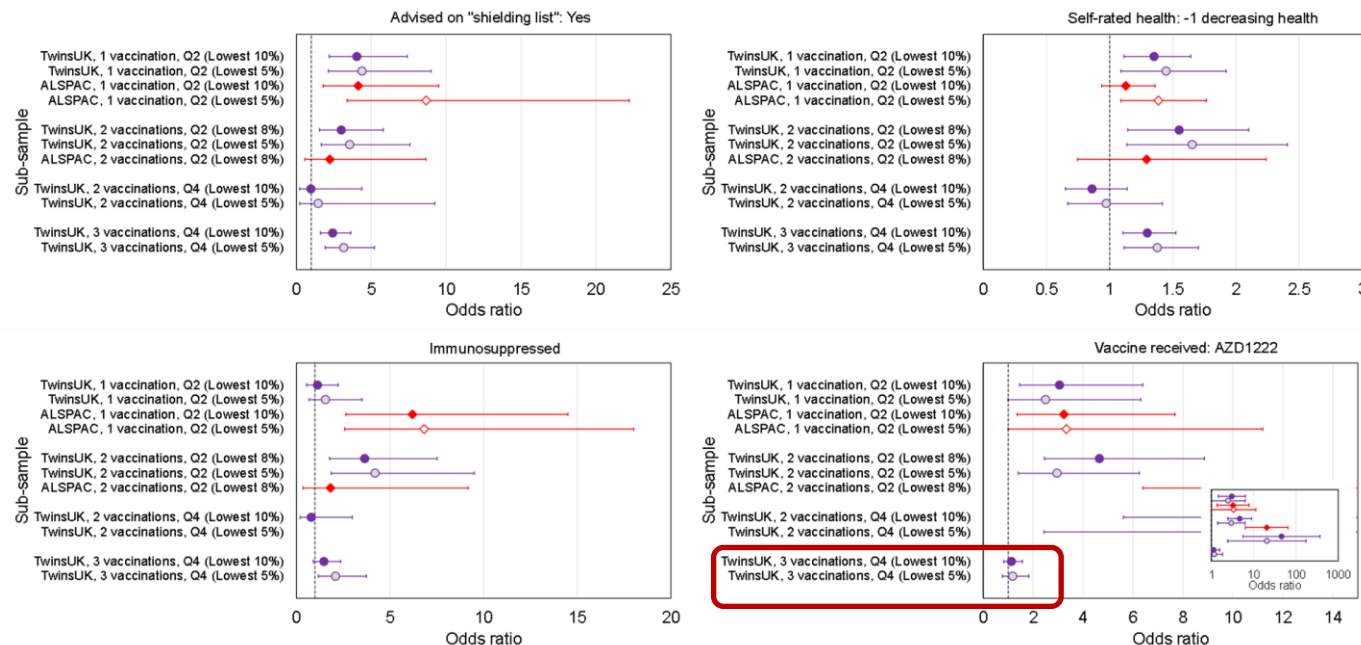 Advised on "shielding list": Yes
TwinsUK, 1 vaccination, Q2 (Lowest 10%)
TwinsUK, 1 vaccination, Q2 (Lowest 5%)
ALSPAC, 1 vaccination, Q2 (Lowest 10%)
ALSPAC, 1 vaccination, Q2 (Lowest 5%)
TwinsUK, 2 vaccinations, Q2 (Lowest 8%)
TwinsUK, 2 vaccinations, Q2 (Lowest 5%)
ALSPAC, 2 vaccinations, Q2 (Lowest 8%)
TwinsUK, 2 vaccinations, Q4 (Lowest 10%)
TwinsUK, 2 vaccinations, Q4 (Lowest 5%)
TwinsUK, 3 vaccinations, Q4 (Lowest 10%)
TwinsUK, 3 vaccinations, Q4 (Lowest 5%)
Sub-sample
0 5 10 15 20 25
Odds ratio
Self-rated health: -1 decreasing health
TwinsUK, 1 vaccination, Q2 (Lowest 10%)
TwinsUK, 1 vaccination, Q2 (Lowest 5%)
ALSPAC, 1 vaccination, Q2 (Lowest 10%)
ALSPAC, 1 vaccination, Q2 (Lowest 5%)
TwinsUK, 2 vaccinations, Q2 (Lowest 8%)
TwinsUK, 2 vaccinations, Q2 (Lowest 5%)
ALSPAC, 2 vaccinations, Q2 (Lowest 8%)
TwinsUK, 2 vaccinations, Q4 (Lowest 10%)
TwinsUK, 2 vaccinations, Q4 (Lowest 5%)
TwinsUK, 3 vaccinations, Q4 (Lowest 10%)
TwinsUK, 3 vaccinations, Q4 (Lowest 5%)
Sub-sample
0 0.5 1 1.5 2 2.5 3
Odds ratio
Immunosuppressed
TwinsUK, 1 vaccination, Q2 (Lowest 10%)
TwinsUK, 1 vaccination, Q2 (Lowest 5%)
ALSPAC, 1 vaccination, Q2 (Lowest 10%)
ALSPAC, 1 vaccination, Q2 (Lowest 5%)
TwinsUK, 2 vaccinations, Q2 (Lowest 8%)
TwinsUK, 2 vaccinations, Q2 (Lowest 5%)
ALSPAC, 2 vaccinations, Q2 (Lowest 8%)
TwinsUK, 2 vaccinations, Q4 (Lowest 10%)
TwinsUK, 2 vaccinations, Q4 (Lowest 5%)
TwinsUK, 3 vaccinations, Q4 (Lowest 10%)
TwinsUK, 3 vaccinations, Q4 (Lowest 5%)
Sub-sample
0 5 10 15 20
Odds ratio
Vaccine received: AZD1222
TwinsUK, 1 vaccination, Q2 (Lowest 10%)
TwinsUK, 1 vaccination, Q2 (Lowest 5%)
ALSPAC, 1 vaccination, Q2 (Lowest 10%)
ALSPAC, 1 vaccination, Q2 (Lowest 5%)
TwinsUK, 2 vaccinations, Q2 (Lowest 8%)
TwinsUK, 2 vaccinations, Q2 (Lowest 5%)
ALSPAC, 2 vaccinations, Q2 (Lowest 8%)
TwinsUK, 2 vaccinations, Q4 (Lowest 10%)
TwinsUK, 2 vaccinations, Q4 (Lowest 5%)
TwinsUK, 3 vaccinations, Q4 (Lowest 10%)
TwinsUK, 3 vaccinations, Q4 (Lowest 5%)
Sub-sample
1 10 100 1000
Odds ratio
0 2 4 6 8 10 12 14
Odds ratio